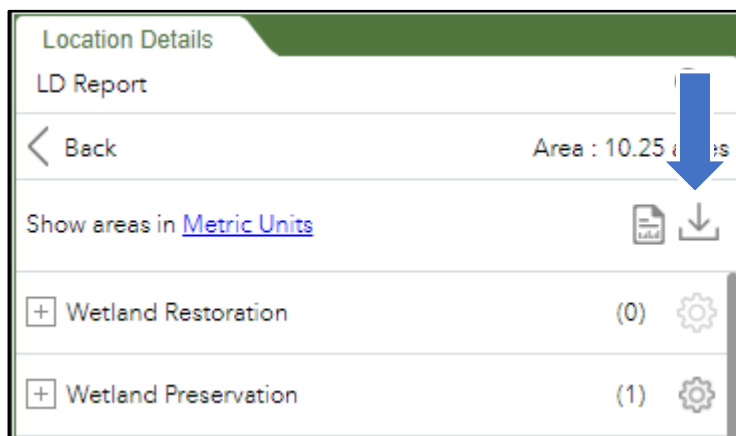 Location Details
LD Report
Back Area : 10.25
Show areas in Metric Units
Wetland Restoration (0)
Wetland Preservation (1)